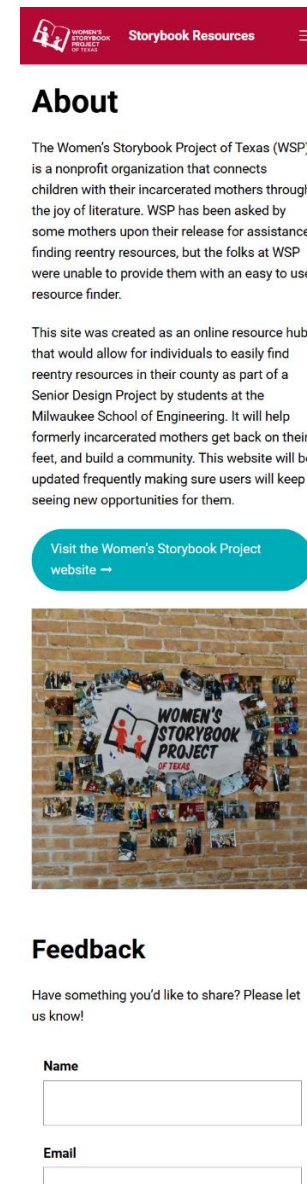 WOMEN'S
STORYBOOK
PROJECT
OF TEXAS
Storybook Resources
About
The Women's Storybook Project of Texas (WSP)
is a nonprofit organization that connects
children with their incarcerated mothers through
the joy of literature. WSP has been asked by
some mothers upon their release for assistance
finding reentry resources, but the folks at WSP
were unable to provide them with an easy to use
resource finder.
This site was created as an online resource hub
that would allow for individuals to easily find
reentry resources in their county as part of a
Senior Design Project by students at the
Milwaukee School of Engineering. It will help
formerly incarcerated mothers get back on their
feet, and build a community. This website will be
updated frequently making sure users will keep
seeing new opportunities for them.
Visit the Women's Storybook Project
website →
WOMEN'S
STORYBOOK
PROJECT
OF TEXAS
Feedback
Have something you'd like to share? Please let
us know!
Name
Email